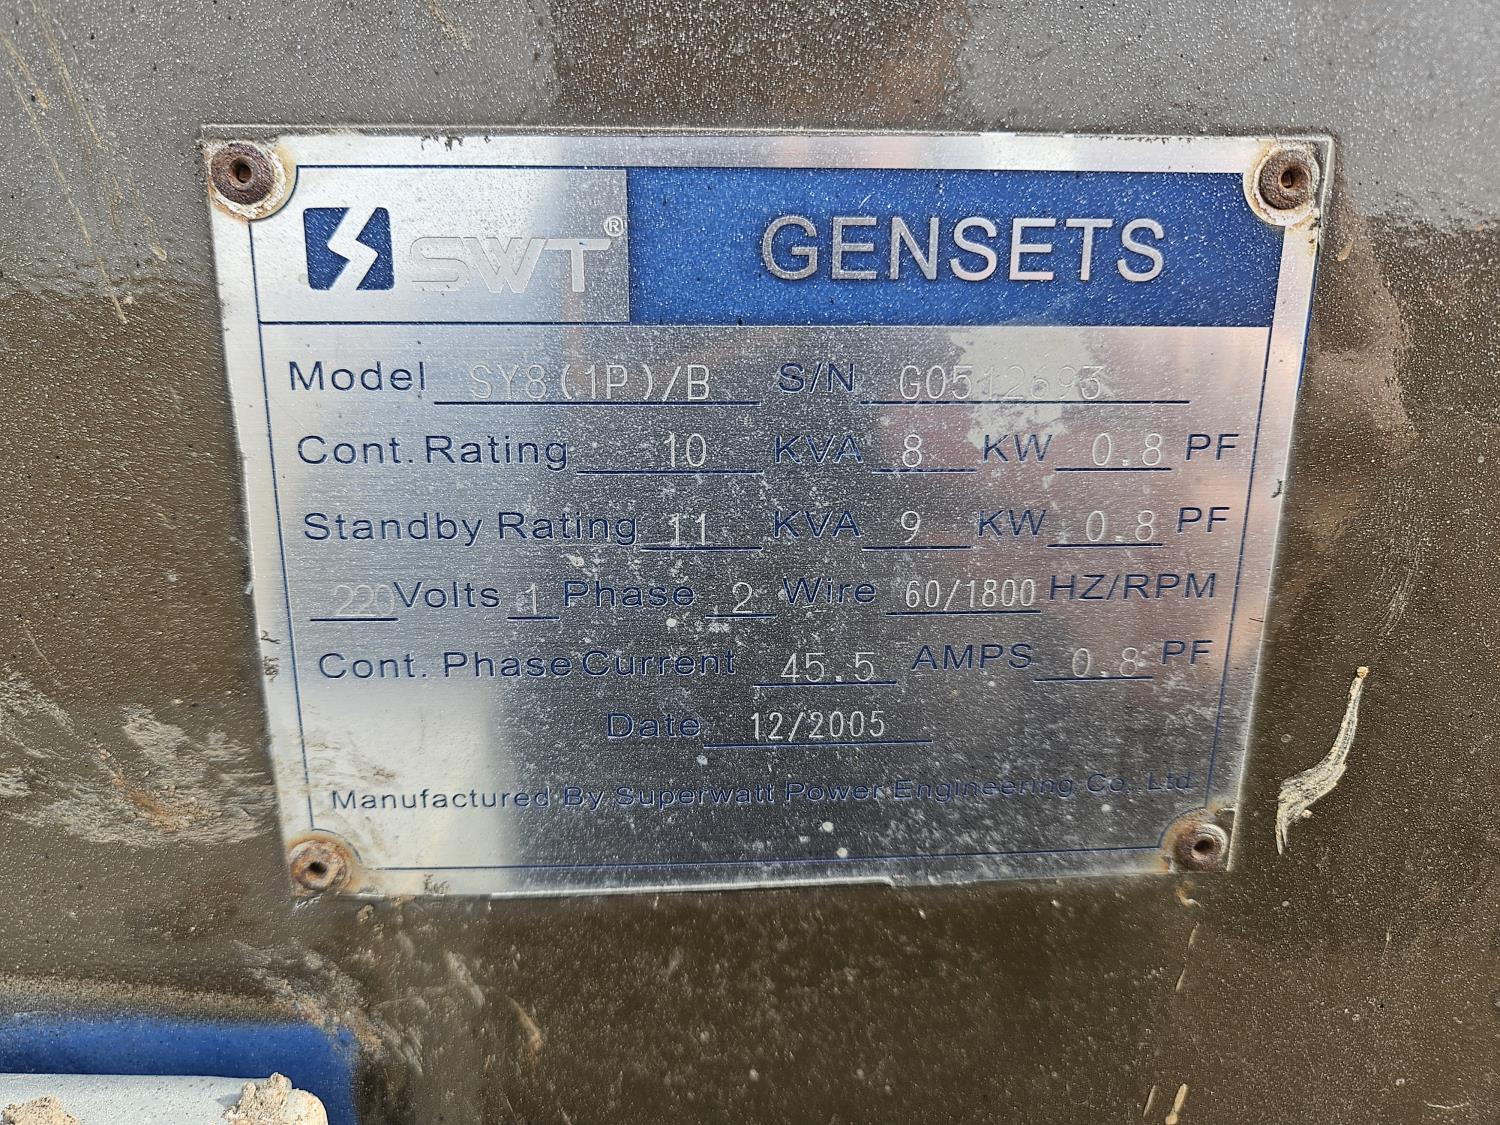 SWT® GENSETS
Model SY8(1P)/B S/N G0512693
Cont. Rating 10 KVA 8 KW 0.8 PF
Standby Rating 11 KVA 9 KW 0.8 PF
220 Volts 1 Phase 2 Wire 60/1800 HZ/RPM
Cont. Phase Current 45.5 AMPS 0.8 PF
Date 12/2005
Manufactured By Superwatt Power Engineering Co., Ltd